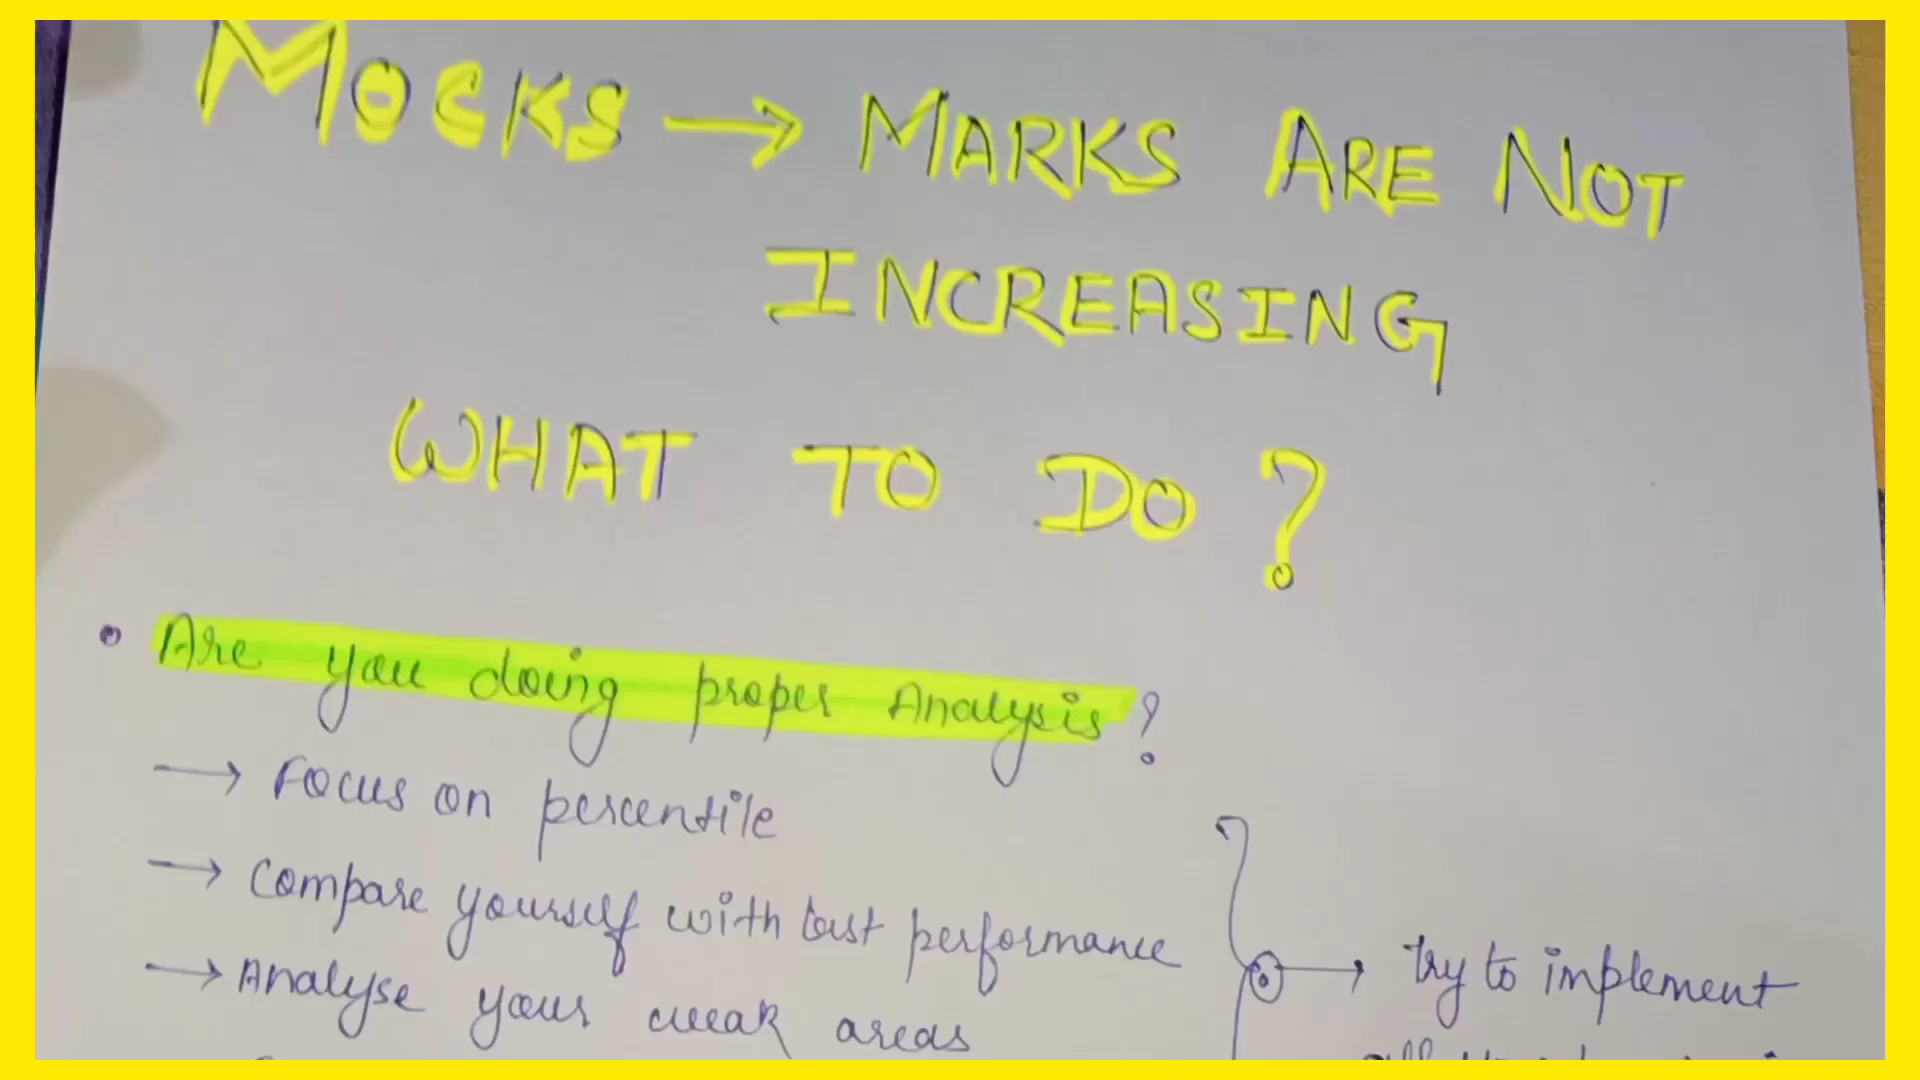 MOCKS → MARKS ARE NOT
INCREASING
WHAT TO DO?
• Are you doing proper Analysis?
→ Focus on percentile
→ Compare yourself with last performance
→ Analyse your weak areas
→ try to implement